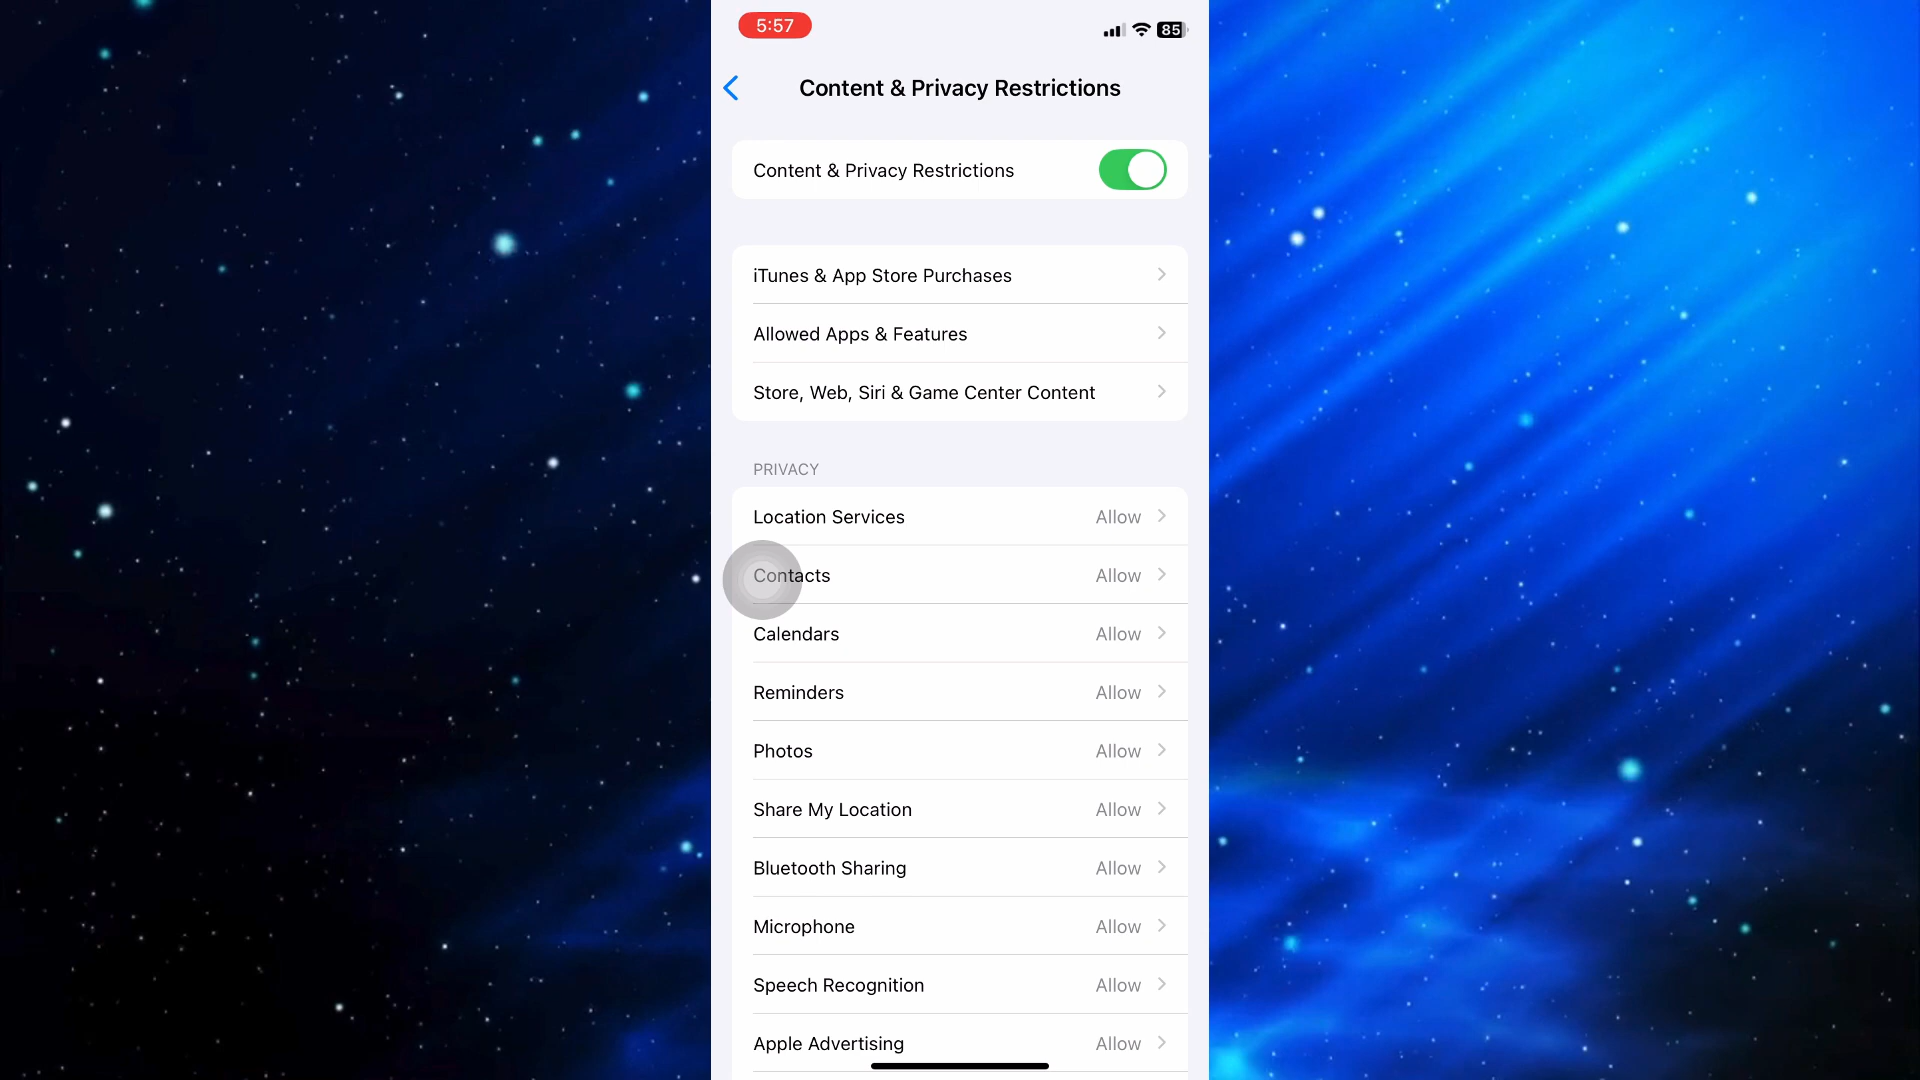 5:57
85
Content & Privacy Restrictions
Content & Privacy Restrictions
iTunes & App Store Purchases
Allowed Apps & Features
Store, Web, Siri & Game Center Content
PRIVACY
Location Services Allow
Contacts Allow
Calendars Allow
Reminders Allow
Photos Allow
Share My Location Allow
Bluetooth Sharing Allow
Microphone Allow
Speech Recognition Allow
Apple Advertising Allow